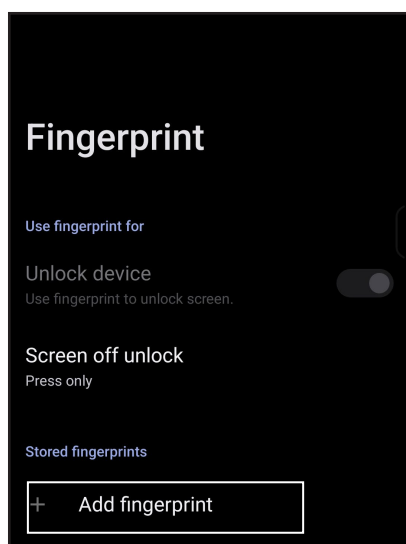 Fingerprint
Use fingerprint for
Unlock device
Use fingerprint to unlock screen.
Screen off unlock
Press only
Stored fingerprints
+ Add fingerprint